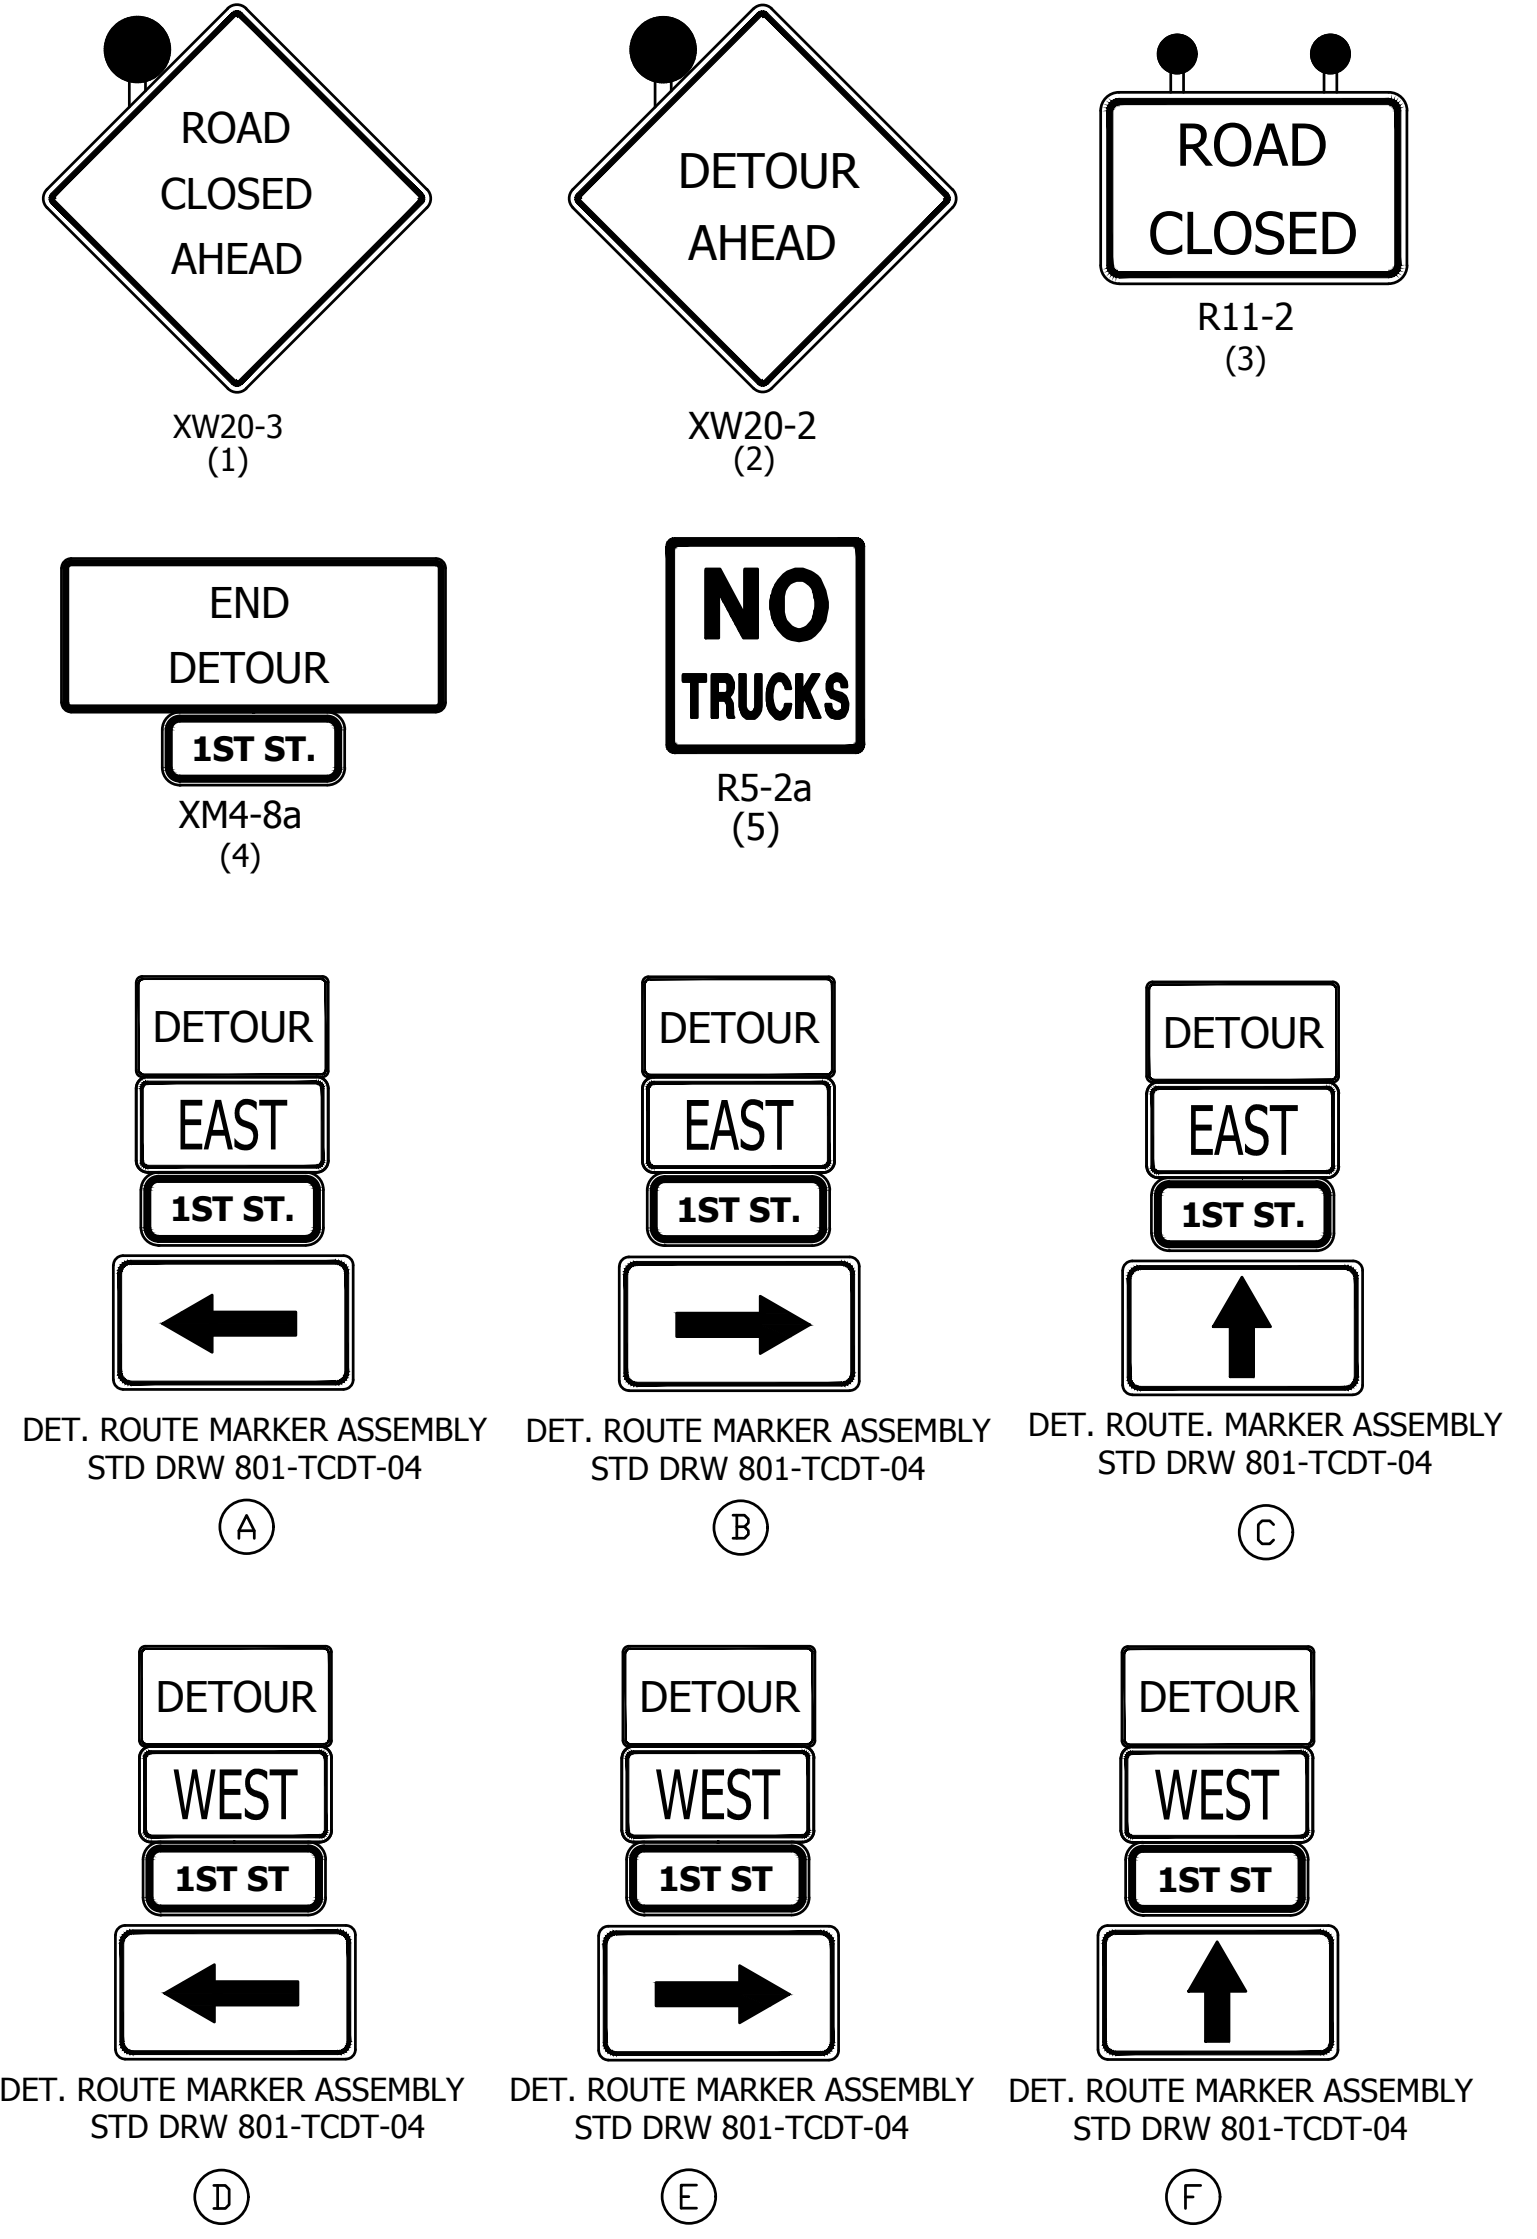 ROAD
CLOSED
AHEAD
XW20-3
(1)
DETOUR
AHEAD
XW20-2
(2)
ROAD
CLOSED
R11-2
(3)
END
DETOUR
1ST ST.
XM4-8a
(4)
NO
TRUCKS
R5-2a
(5)
DETOUR
EAST
1ST ST.
DET. ROUTE MARKER ASSEMBLY
STD DRW 801-TCDT-04
A
DETOUR
EAST
1ST ST.
DET. ROUTE MARKER ASSEMBLY
STD DRW 801-TCDT-04
B
DETOUR
EAST
1ST ST.
DET. ROUTE. MARKER ASSEMBLY
STD DRW 801-TCDT-04
C
DETOUR
WEST
1ST ST
DET. ROUTE MARKER ASSEMBLY
STD DRW 801-TCDT-04
D
DETOUR
WEST
1ST ST
DET. ROUTE MARKER ASSEMBLY
STD DRW 801-TCDT-04
E
DETOUR
WEST
1ST ST
DET. ROUTE MARKER ASSEMBLY
STD DRW 801-TCDT-04
F